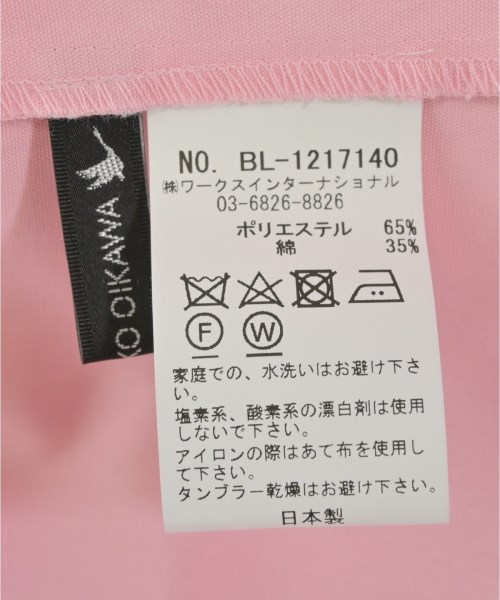 NO. BL-1217140
㈱ワークスインターナショナル
03-6826-8826
ポリエステル 65%
綿 35%
F W
家庭での、水洗いはお避け下さ
い。
塩素系、酸素系の漂白剤は使用
しないで下さい。
アイロンの際はあて布を使用し
て下さい。
タンブラー乾燥はお避け下さい。
日本製
KO OIKAWA